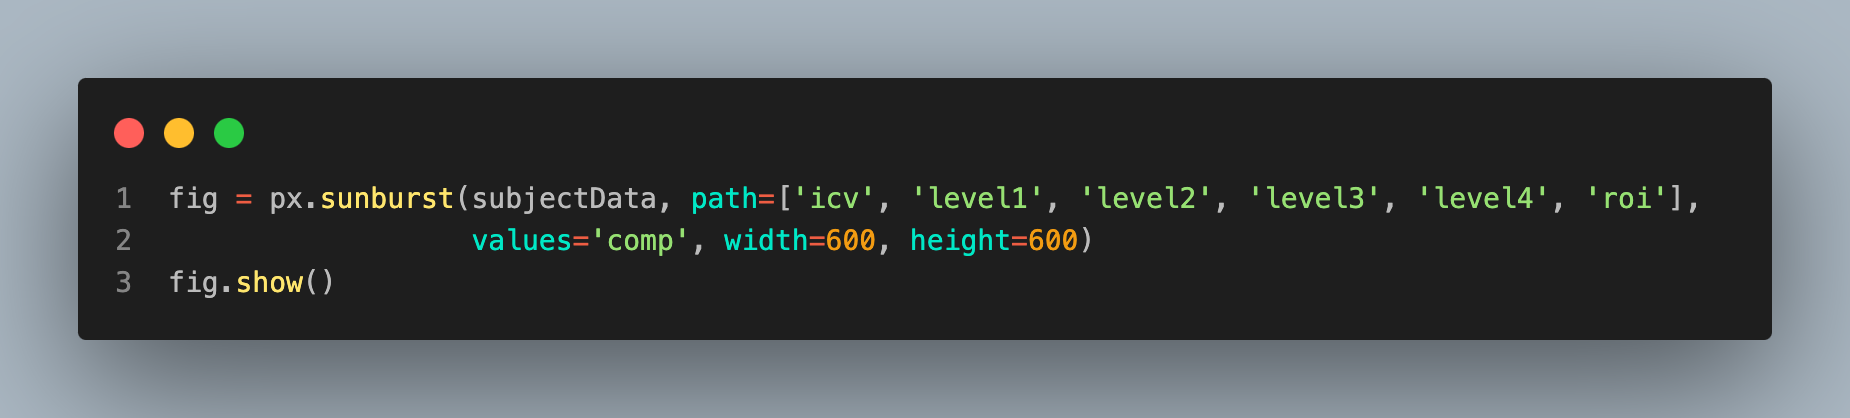 1 fig = px.sunburst(subjectData, path=['icv', 'level1', 'level2', 'level3', 'level4', 'roi'],
2 values='comp', width=600, height=600)
3 fig.show()